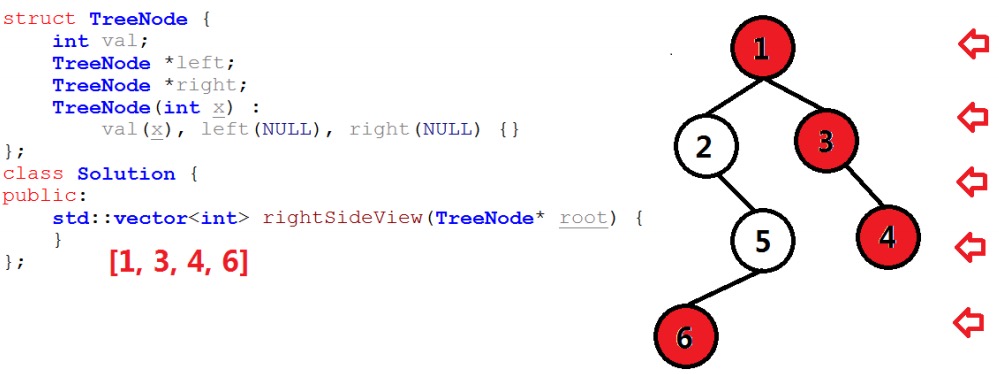 struct TreeNode {
    int val;
    TreeNode *left;
    TreeNode *right;
    TreeNode(int x) :
        val(x), left(NULL), right(NULL) {}
};
class Solution {
public:
    std::vector<int> rightSideView(TreeNode* root) {
    }
};
[1, 3, 4, 6]
1
2
3
5
4
6